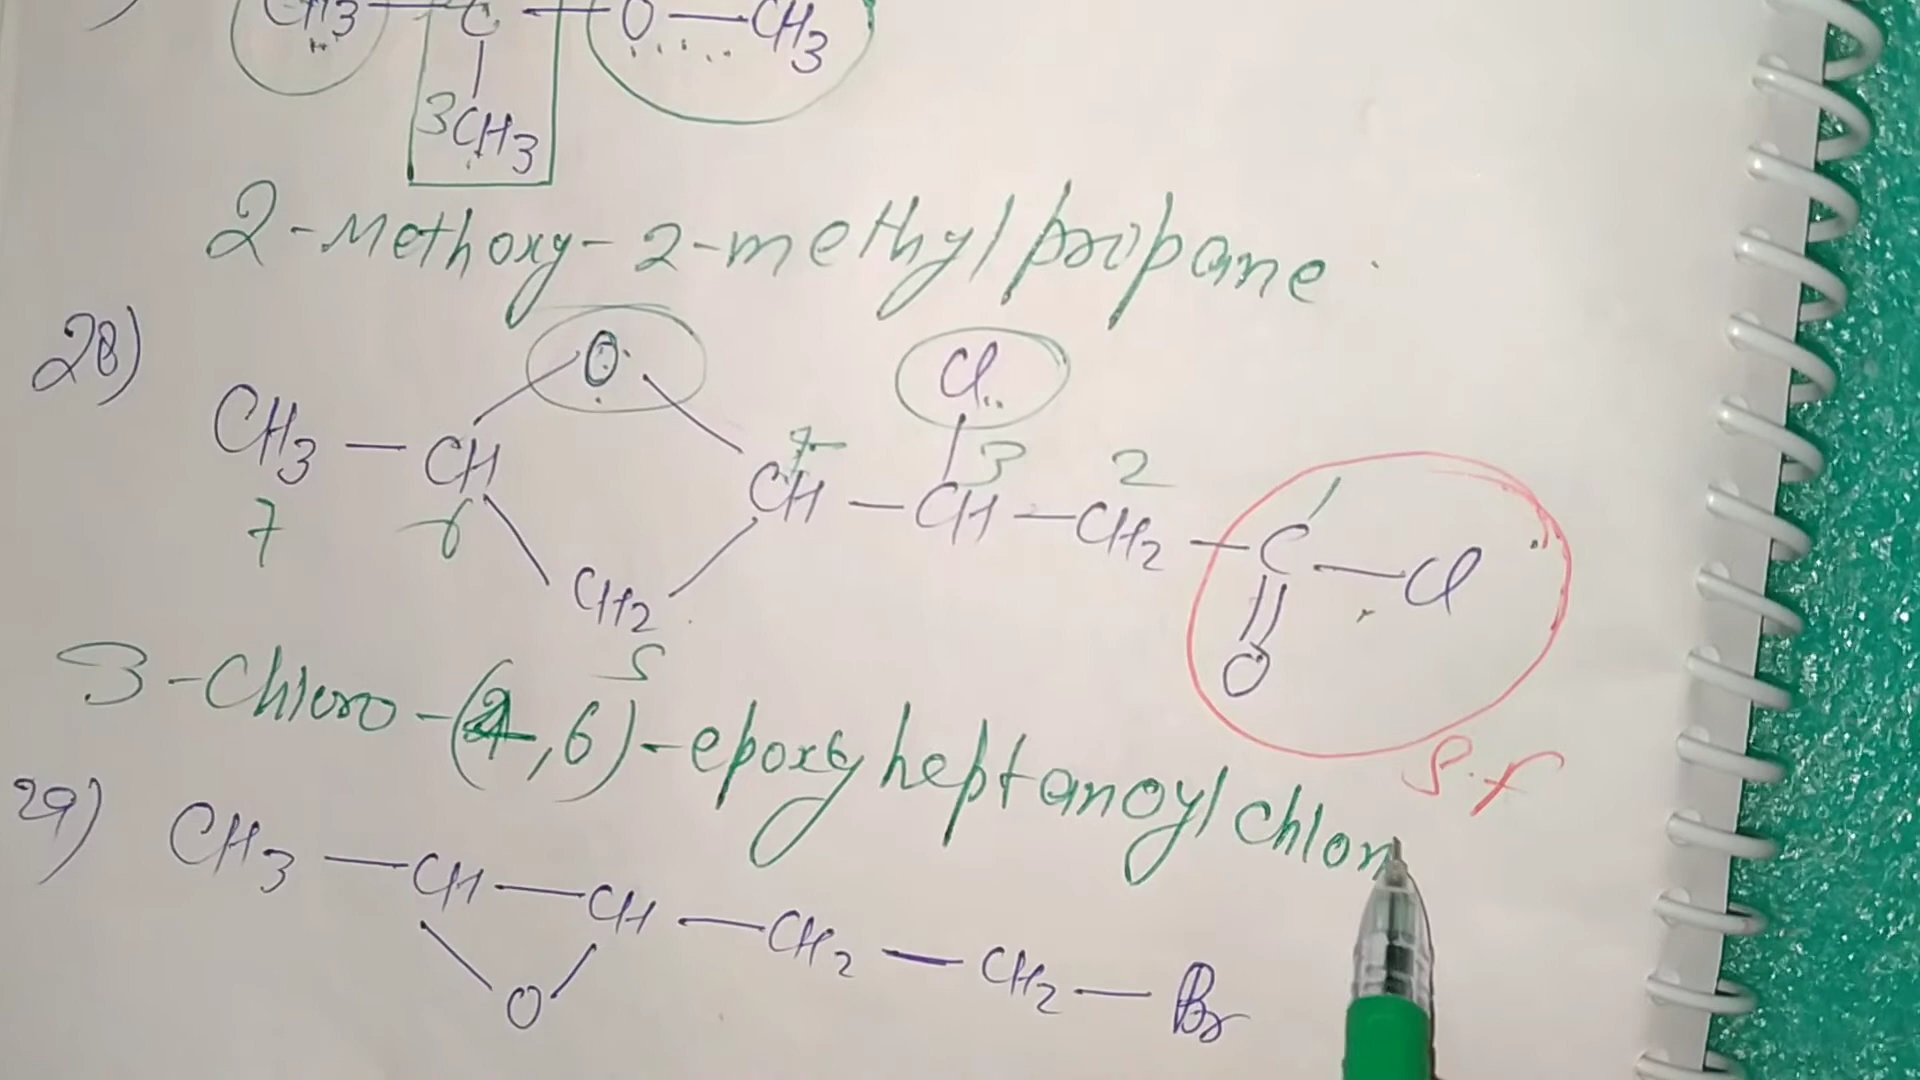 CH3 — C — O — CH3
3CH3
2-Methoxy-2-methylpropane
28)
O Cl
CH3 — CH CH — CH — CH2 — C — Cl
7 6 4 3 2 1
CH2 O
5
S.f
3-Chloro-(4,6)-epoxyheptanoylchlor
29) CH3 — CH — CH — CH2 — CH2 — Br
O